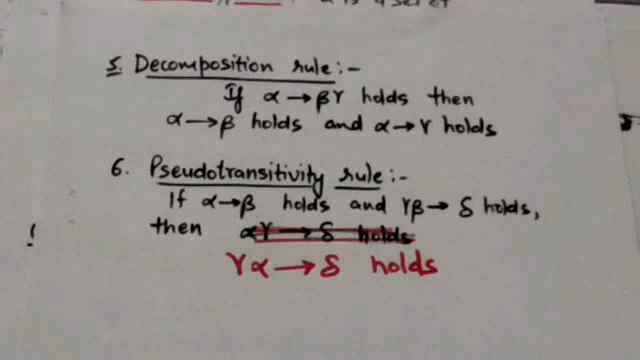 5. Decomposition rule:-
If α→βγ holds then
α→β holds and α→γ holds
6. Pseudotransitivity rule:-
If α→β holds and γβ→δ holds,
then αγ→δ holds
γα→δ holds